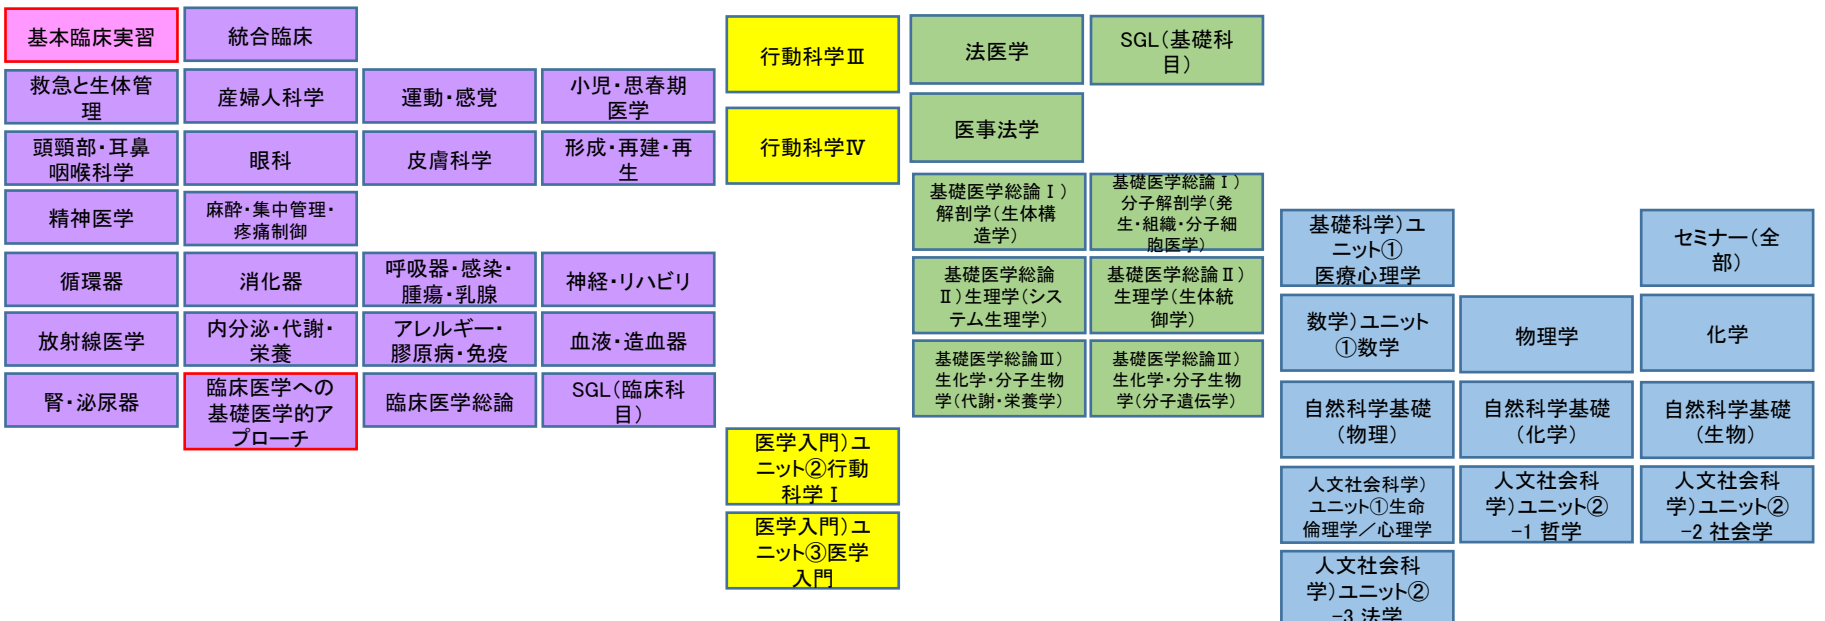 基本臨床実習
統合臨床
救急と生体管
理
産婦人科学
運動・感覚
小児・思春期
医学
頭頸部・耳鼻
咽喉科学
眼科
皮膚科学
形成・再建・再
生
精神医学
麻酔・集中管理・
疼痛制御
循環器
消化器
呼吸器・感染・
腫瘍・乳腺
神経・リハビリ
放射線医学
内分泌・代謝・
栄養
アレルギー・
膠原病・免疫
血液・造血器
腎・泌尿器
臨床医学への
基礎医学的ア
プローチ
臨床医学総論
SGL(臨床科
目)
行動科学Ⅲ
行動科学Ⅳ
医学入門)ユ
ニット②行動
科学Ⅰ
医学入門)ユ
ニット③医学
入門
法医学
SGL(基礎科
目)
医事法学
基礎医学総論Ⅰ)
解剖学(生体構
造学)
基礎医学総論Ⅰ)
分子解剖学(発
生・組織・分子細
胞医学)
基礎医学総論
Ⅱ)生理学(シス
テム生理学)
基礎医学総論Ⅱ)
生理学(生体統
御学)
基礎医学総論Ⅲ)
生化学・分子生物
学(代謝・栄養学)
基礎医学総論Ⅲ)
生化学・分子生物
学(分子遺伝学)
基礎科学)ユ
ニット①
医療心理学
セミナー(全
部)
数学)ユニット
①数学
物理学
化学
自然科学基礎
(物理)
自然科学基礎
(化学)
自然科学基礎
(生物)
人文社会科学)
ユニット①生命
倫理学/心理学
人文社会科
学)ユニット②
-1 哲学
人文社会科
学)ユニット②
-2 社会学
人文社会科
学)ユニット②
-3 法学